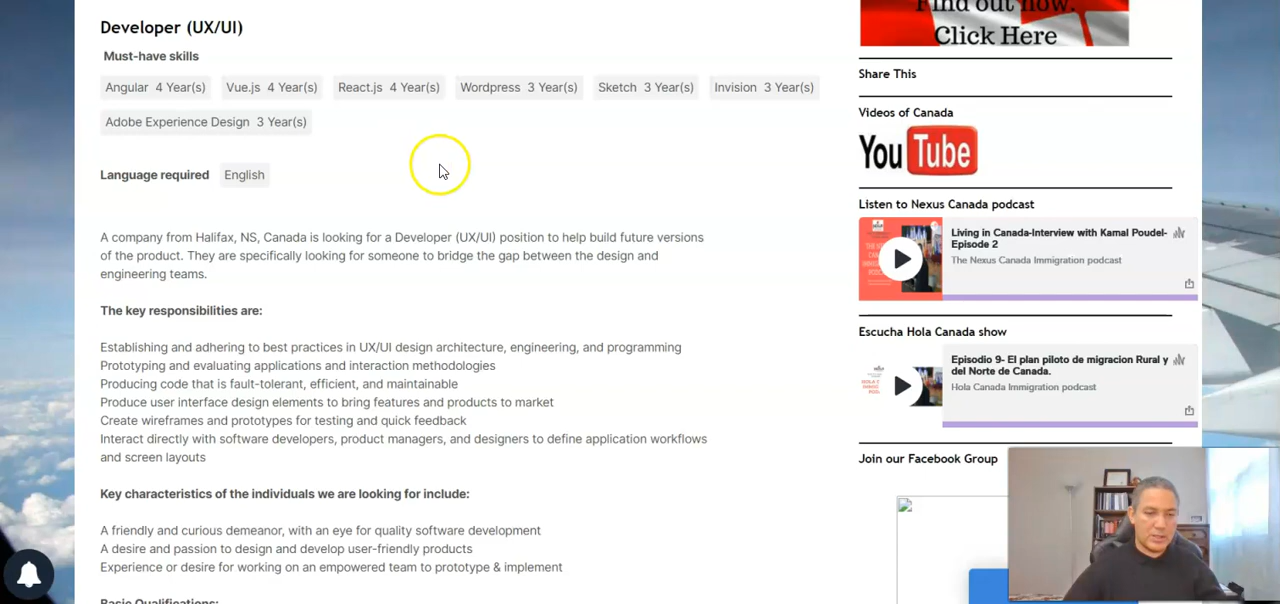 Developer (UX/UI)
Must-have skills
Angular 4 Year(s)
Vue.js 4 Year(s)
React.js 4 Year(s)
Wordpress 3 Year(s)
Sketch 3 Year(s)
Invision 3 Year(s)
Adobe Experience Design 3 Year(s)
Language required English
A company from Halifax, NS, Canada is looking for a Developer (UX/UI) position to help build future versions
of the product. They are specifically looking for someone to bridge the gap between the design and
engineering teams.
The key responsibilities are:
Establishing and adhering to best practices in UX/UI design architecture, engineering, and programming
Prototyping and evaluating applications and interaction methodologies
Producing code that is fault-tolerant, efficient, and maintainable
Produce user interface design elements to bring features and products to market
Create wireframes and prototypes for testing and quick feedback
Interact directly with software developers, product managers, and designers to define application workflows
and screen layouts
Key characteristics of the individuals we are looking for include:
A friendly and curious demeanor, with an eye for quality software development
A desire and passion to design and develop user-friendly products
Experience or desire for working on an empowered team to prototype & implement
Basic Qualifications:
Find out now.
Click Here
Share This
Videos of Canada
YouTube
Listen to Nexus Canada podcast
Living in Canada-Interview with Kamal Poudel-
Episode 2
The Nexus Canada Immigration podcast
Escucha Hola Canada show
Episodio 9- El plan piloto de migracion Rural y
del Norte de Canada.
Hola Canada Immigration podcast
Join our Facebook Group